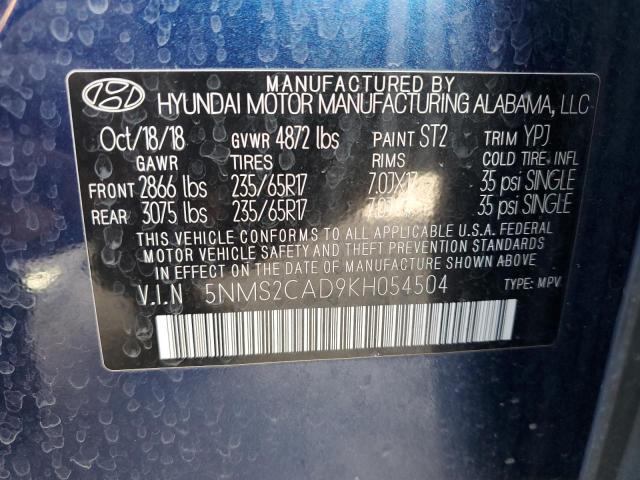 MANUFACTURED BY
HYUNDAI MOTOR MANUFACTURING ALABAMA, LLC
Oct/18/18 GVWR 4872 lbs PAINT ST2 TRIM YPJ
GAWR TIRES RIMS COLD TIRE INFL
FRONT 2866 lbs 235/65R17 7.0JX17 35 psi SINGLE
REAR 3075 lbs 235/65R17 35 psi SINGLE
THIS VEHICLE CONFORMS TO ALL APPLICABLE U.S.A. FEDERAL
MOTOR VEHICLE SAFETY AND THEFT PREVENTION STANDARDS
IN EFFECT ON THE DATE OF MANUFACTURE SHOWN ABOVE.
V.I.N 5NMS2CAD9KH054504 TYPE: MPV